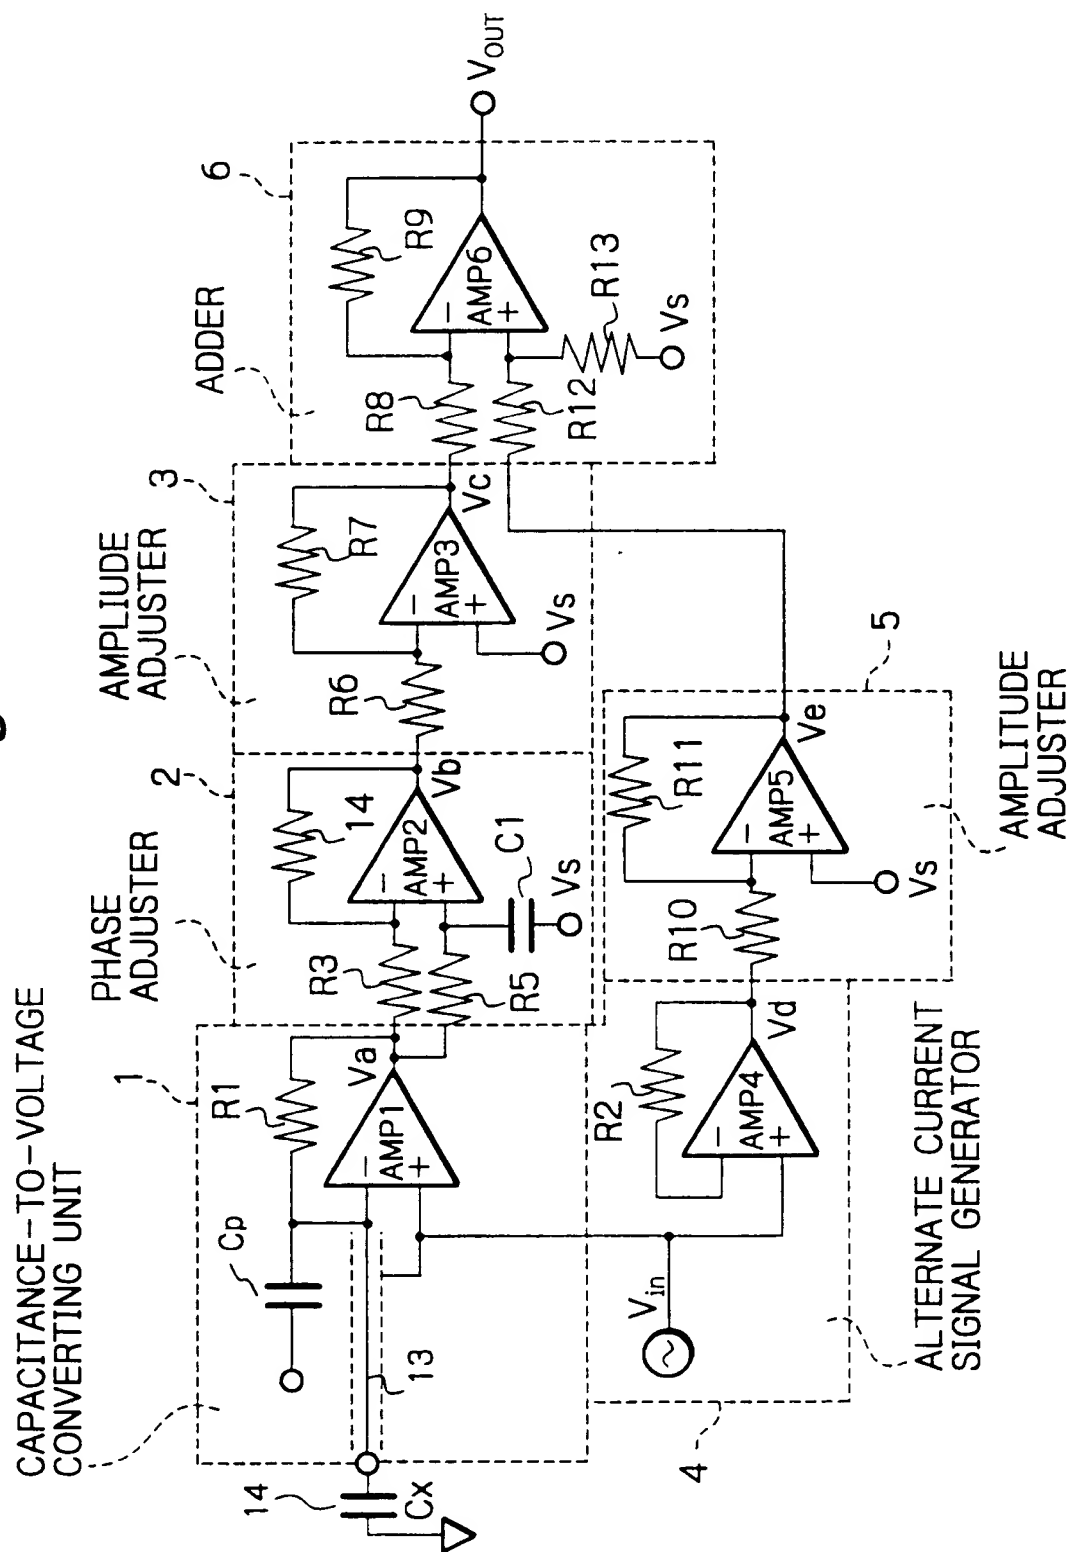 CAPACITANCE-TO-VOLTAGE
CONVERTING UNIT
1
PHASE
ADJUSTER
2
AMPLIUDE
ADJUSTER
3
ADDER
6
Cp
R1
Va
AMP1
−
+
13
14
Cx
R3
14
AMP2
−
+
Vb
R5
C1
Vs
R6
R7
AMP3
−
+
Vc
Vs
R8
R9
AMP6
−
+
R12
R13
Vs
VOUT
Vin
R2
AMP4
−
+
Vd
4
ALTERNATE CURRENT
SIGNAL GENERATOR
R10
R11
AMP5
−
+
Ve
Vs
5
AMPLITUDE
ADJUSTER